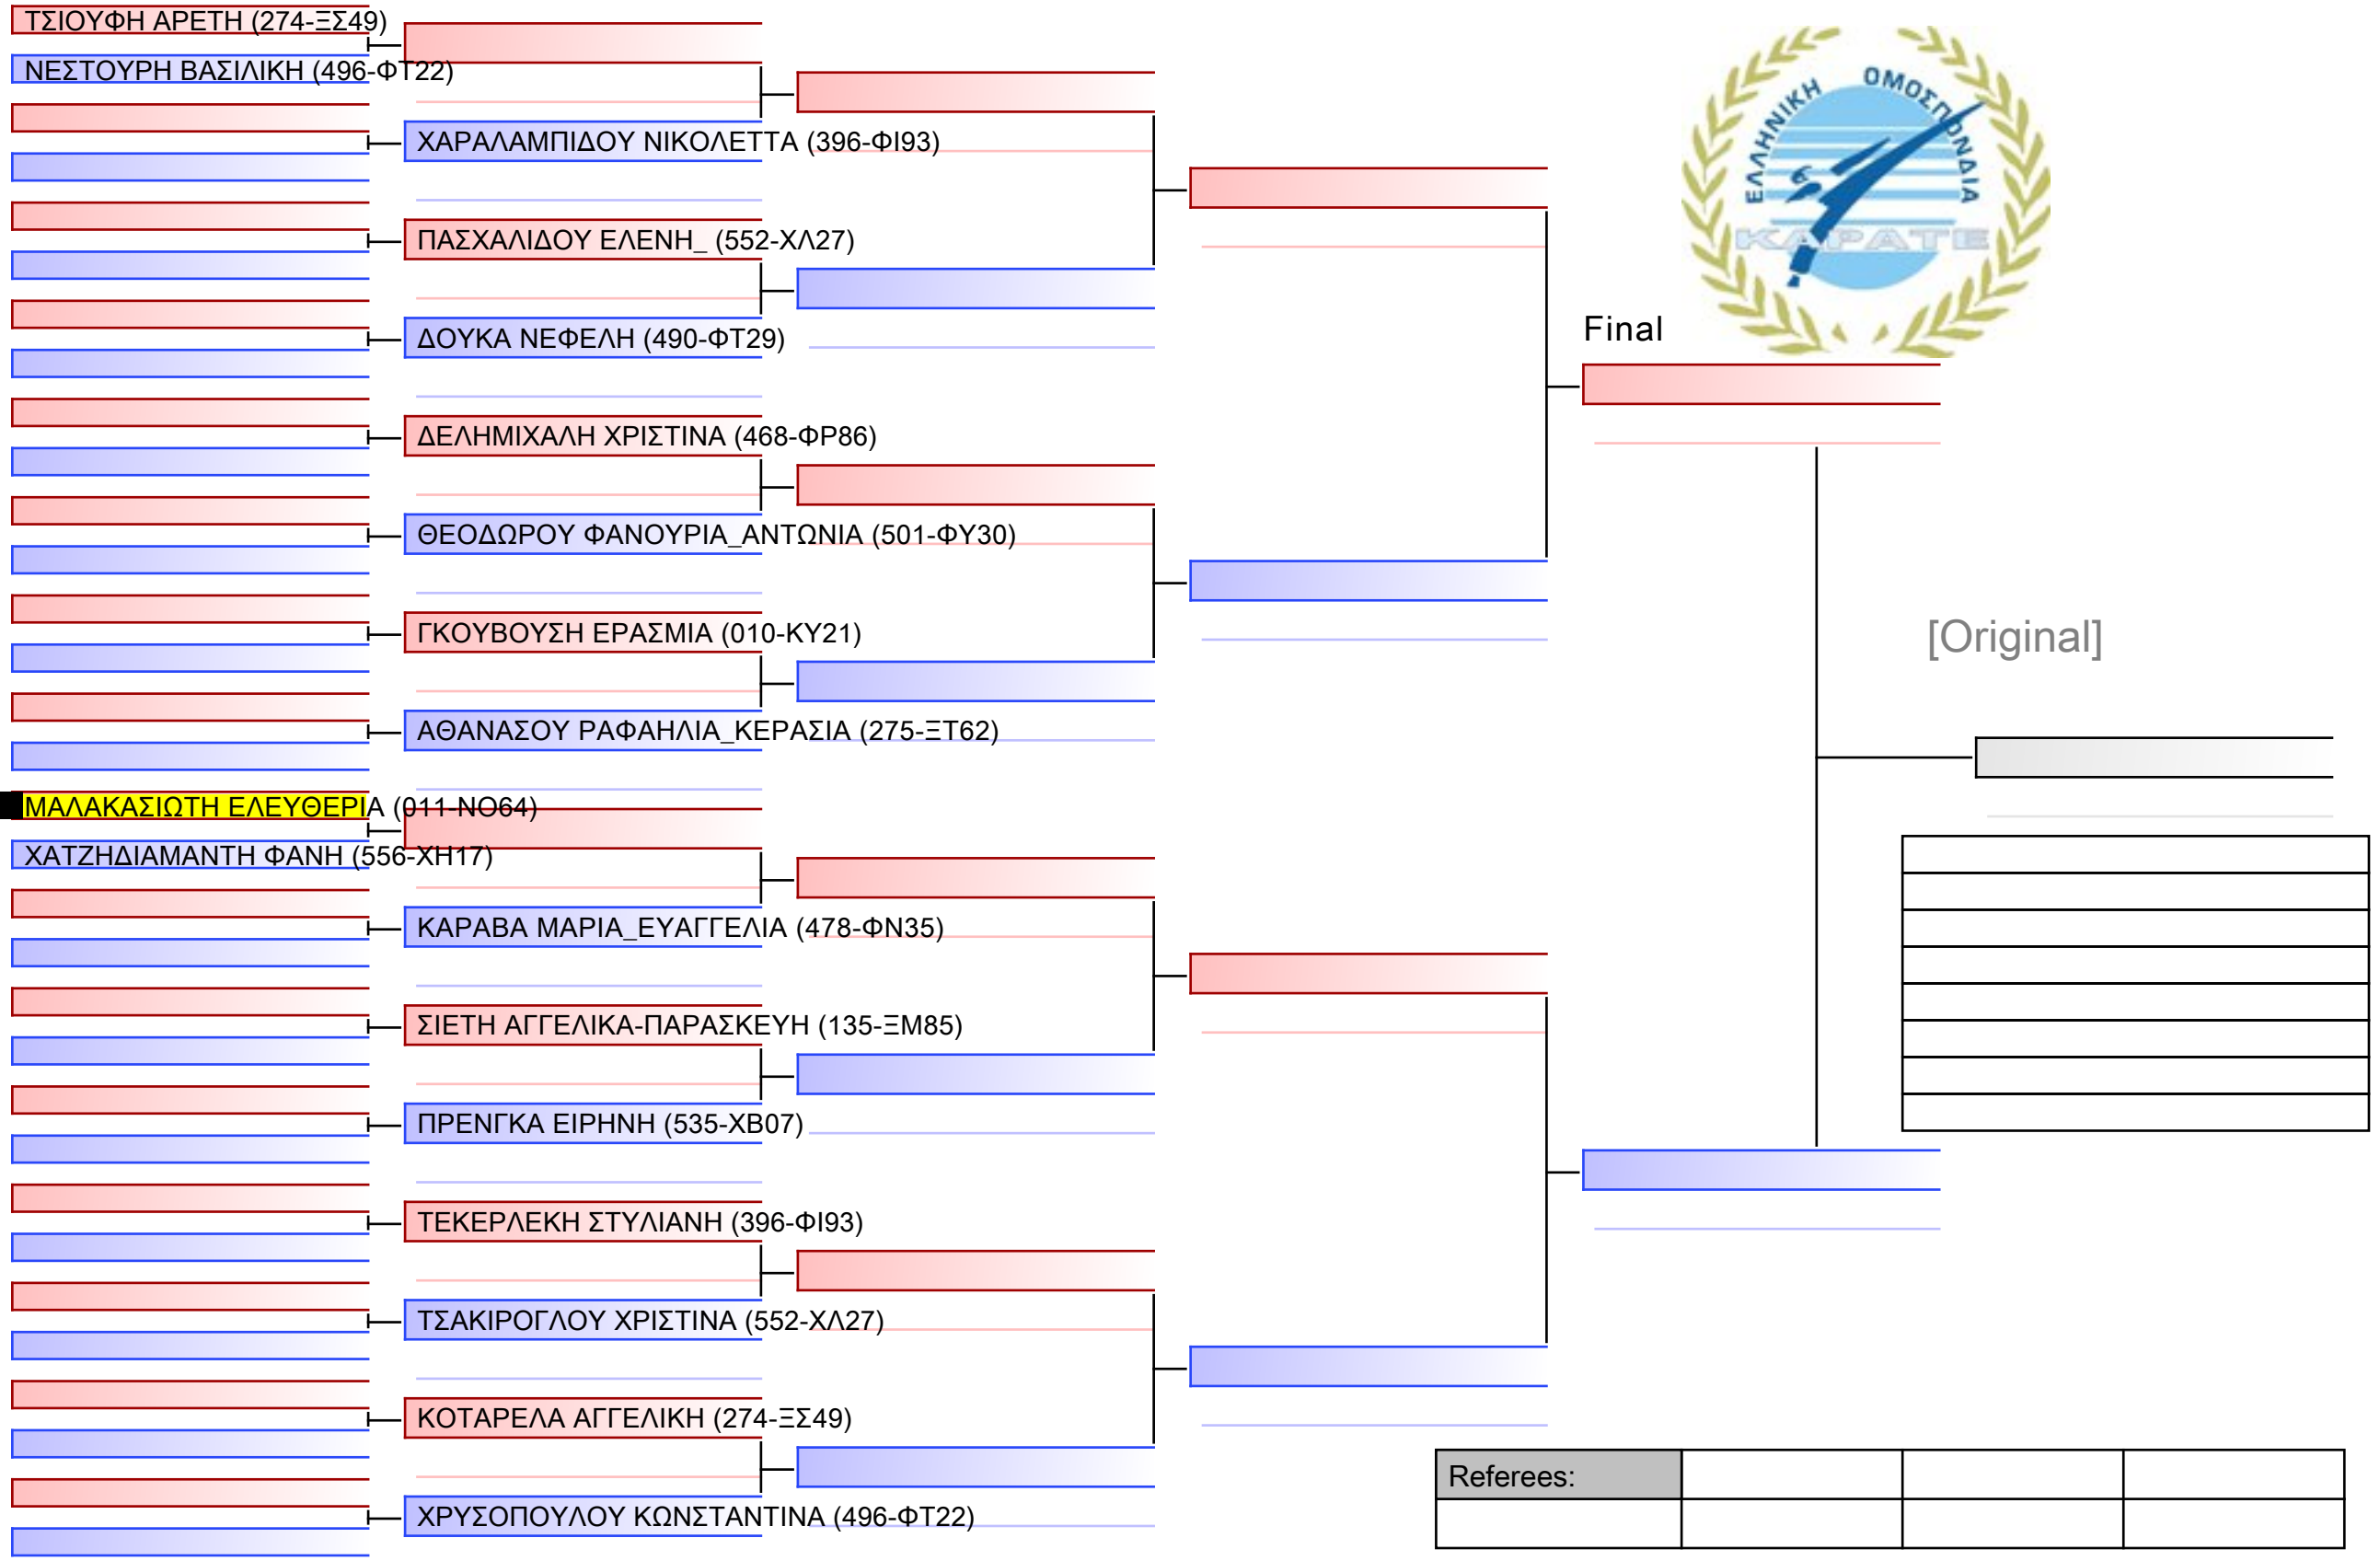 ΤΣΙΟΥΦΗ ΑΡΕΤΗ (274-ΞΣ49)
ΝΕΣΤΟΥΡΗ ΒΑΣΙΛΙΚΗ (496-ΦΤ22)
ΧΑΡΑΛΑΜΠΙΔΟΥ ΝΙΚΟΛΕΤΤΑ (396-ΦΙ93)
ΠΑΣΧΑΛΙΔΟΥ ΕΛΕΝΗ_ (552-ΧΛ27)
ΔΟΥΚΑ ΝΕΦΕΛΗ (490-ΦΤ29)
ΔΕΛΗΜΙΧΑΛΗ ΧΡΙΣΤΙΝΑ (468-ΦΡ86)
ΘΕΟΔΩΡΟΥ ΦΑΝΟΥΡΙΑ_ΑΝΤΩΝΙΑ (501-ΦΥ30)
ΓΚΟΥΒΟΥΣΗ ΕΡΑΣΜΙΑ (010-ΚΥ21)
ΑΘΑΝΑΣΟΥ ΡΑΦΑΗΛΙΑ_ΚΕΡΑΣΙΑ (275-ΞΤ62)
ΜΑΛΑΚΑΣΙΩΤΗ ΕΛΕΥΘΕΡΙΑ (011-ΝΟ64)
ΧΑΤΖΗΔΙΑΜΑΝΤΗ ΦΑΝΗ (556-ΧΗ17)
ΚΑΡΑΒΑ ΜΑΡΙΑ_ΕΥΑΓΓΕΛΙΑ (478-ΦΝ35)
ΣΙΕΤΗ ΑΓΓΕΛΙΚΑ-ΠΑΡΑΣΚΕΥΗ (135-ΞΜ85)
ΠΡΕΝΓΚΑ ΕΙΡΗΝΗ (535-ΧΒ07)
ΤΕΚΕΡΛΕΚΗ ΣΤΥΛΙΑΝΗ (396-ΦΙ93)
ΤΣΑΚΙΡΟΓΛΟΥ ΧΡΙΣΤΙΝΑ (552-ΧΛ27)
ΚΟΤΑΡΕΛΑ ΑΓΓΕΛΙΚΗ (274-ΞΣ49)
ΧΡΥΣΟΠΟΥΛΟΥ ΚΩΝΣΤΑΝΤΙΝΑ (496-ΦΤ22)
ΕΛΛΗΝΙΚΗ ΟΜΟΣΠΟΝΔΙΑ
ΚΑΡΑΤΕ
Final
[Original]
Referees: